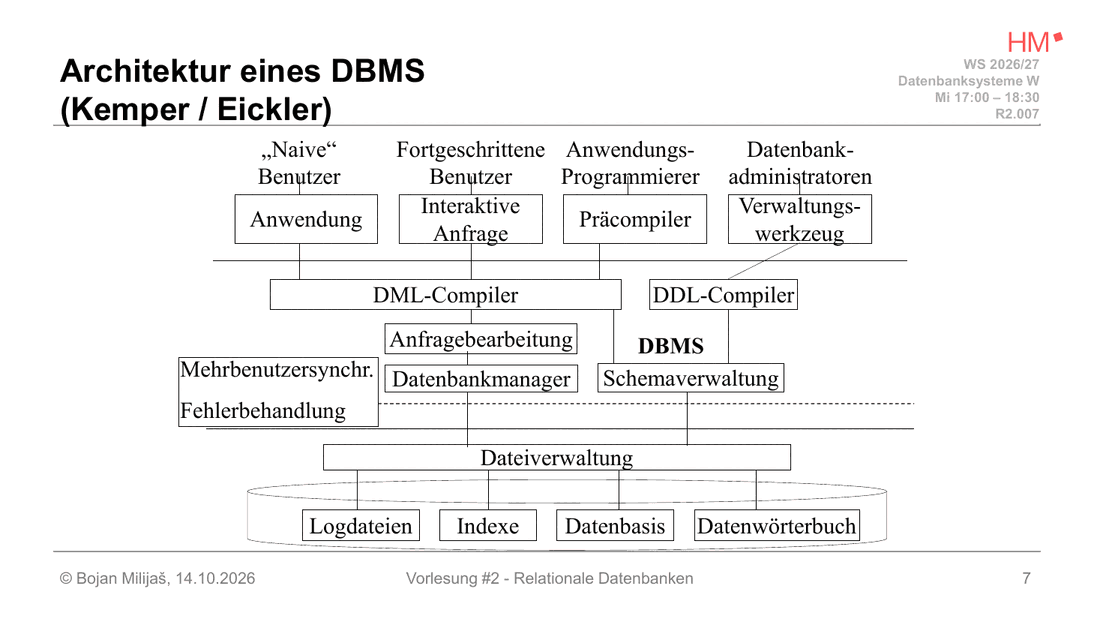 HM
Architektur eines DBMS
(Kemper / Eickler)
WS 2026/27
Datenbanksysteme W
Mi 17:00 – 18:30
R2.007
„Naive“
Benutzer
Fortgeschrittene
Benutzer
Anwendungs-
Programmierer
Datenbank-
administratoren
Anwendung
Interaktive
Anfrage
Präcompiler
Verwaltungs-
werkzeug
DML-Compiler
DDL-Compiler
Anfragebearbeitung
DBMS
Mehrbenutzersynchr.
Fehlerbehandlung
Datenbankmanager
Schemaverwaltung
Dateiverwaltung
Logdateien
Indexe
Datenbasis
Datenwörterbuch
© Bojan Milijaš, 14.10.2026
Vorlesung #2 - Relationale Datenbanken
7